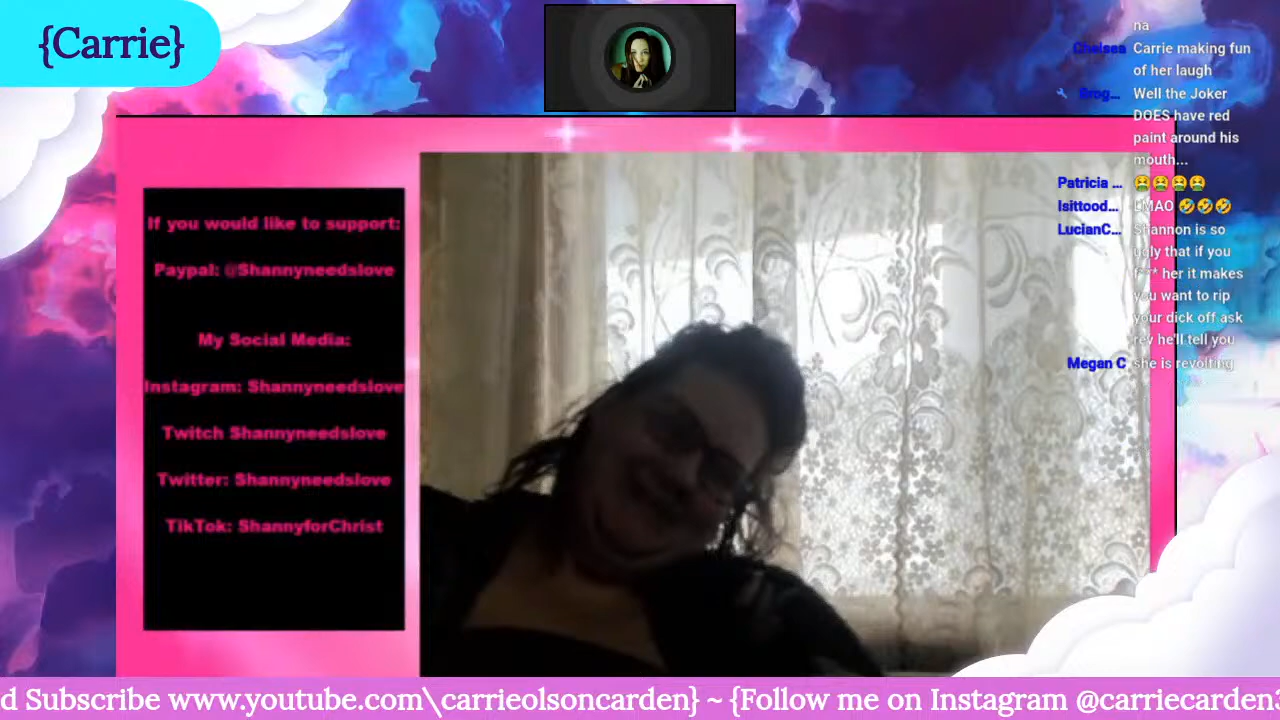 {Carrie}
If you would like to support:
Paypal: @Shannyneedslove
My Social Media:
Instagram: Shannyneedslove
Twitch Shannyneedslove
Twitter: Shannyneedslove
TikTok: ShannyforChrist
na
Chelsea Carrie making fun
of her laugh
Brog... Well the Joker
DOES have red
paint around his
mouth...
Patricia ... 🤮🤮🤮🤮
Isittood... LMAO 🤣🤣🤣
LucianC... Shannon is so
ugly that if you
f*** her it makes
you want to rip
your dick off ask
rev he'll tell you
Megan C she is revolting
d Subscribe www.youtube.com\carrieolsoncarden} ~ {Follow me on Instagram @carriecarden